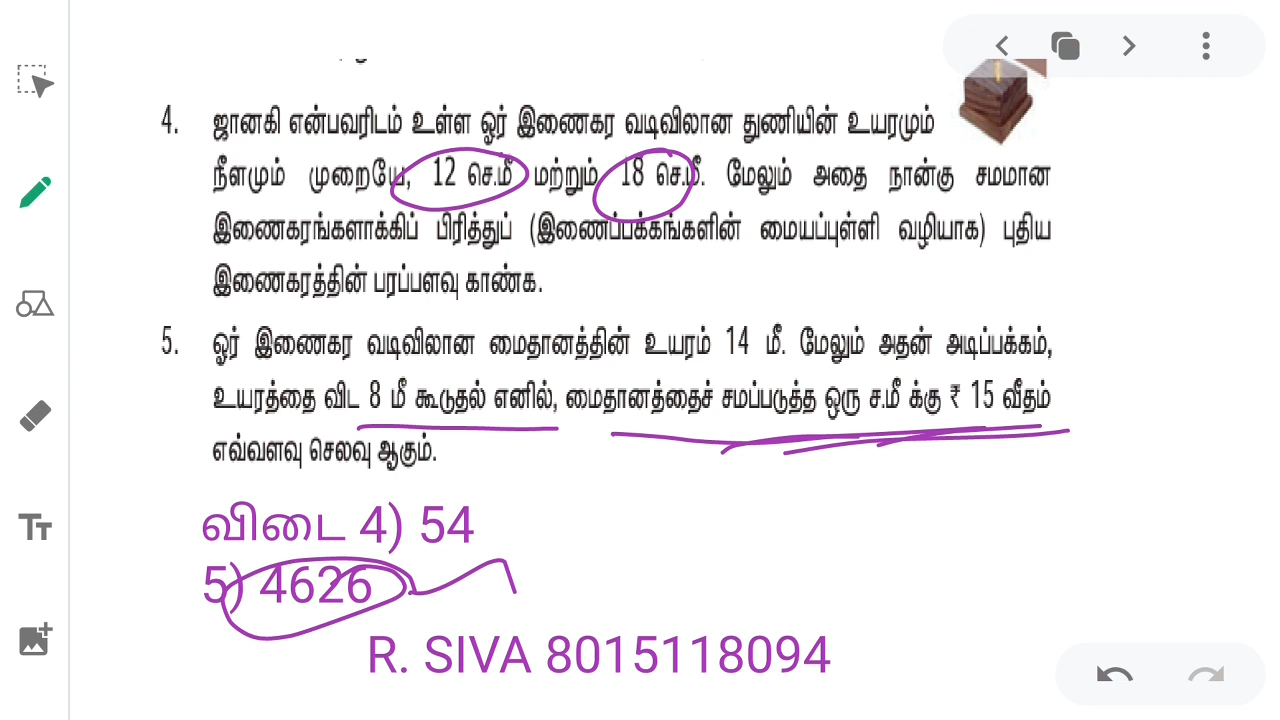 4. ஜானகி என்பவரிடம் உள்ள ஓர் இணைகர வடிவிலான துணியின் உயரமும்
நீளமும் முறையே, 12 செ.மீ மற்றும் 18 செ.மீ. மேலும் அதை நான்கு சமமான
இணைகரங்களாக்கிப் பிரித்துப் (இணைப்பக்கங்களின் மையப்புள்ளி வழியாக) புதிய
இணைகரத்தின் பரப்பளவு காண்க.
5. ஓர் இணைகர வடிவிலான மைதானத்தின் உயரம் 14 மீ. மேலும் அதன் அடிப்பக்கம்,
உயரத்தை விட 8 மீ கூடுதல் எனில், மைதானத்தைச் சமப்படுத்த ஒரு ச.மீ க்கு ₹ 15 வீதம்
எவ்வளவு செலவு ஆகும்.
விடை 4) 54
5) 4626
R. SIVA 8015118094
Tт